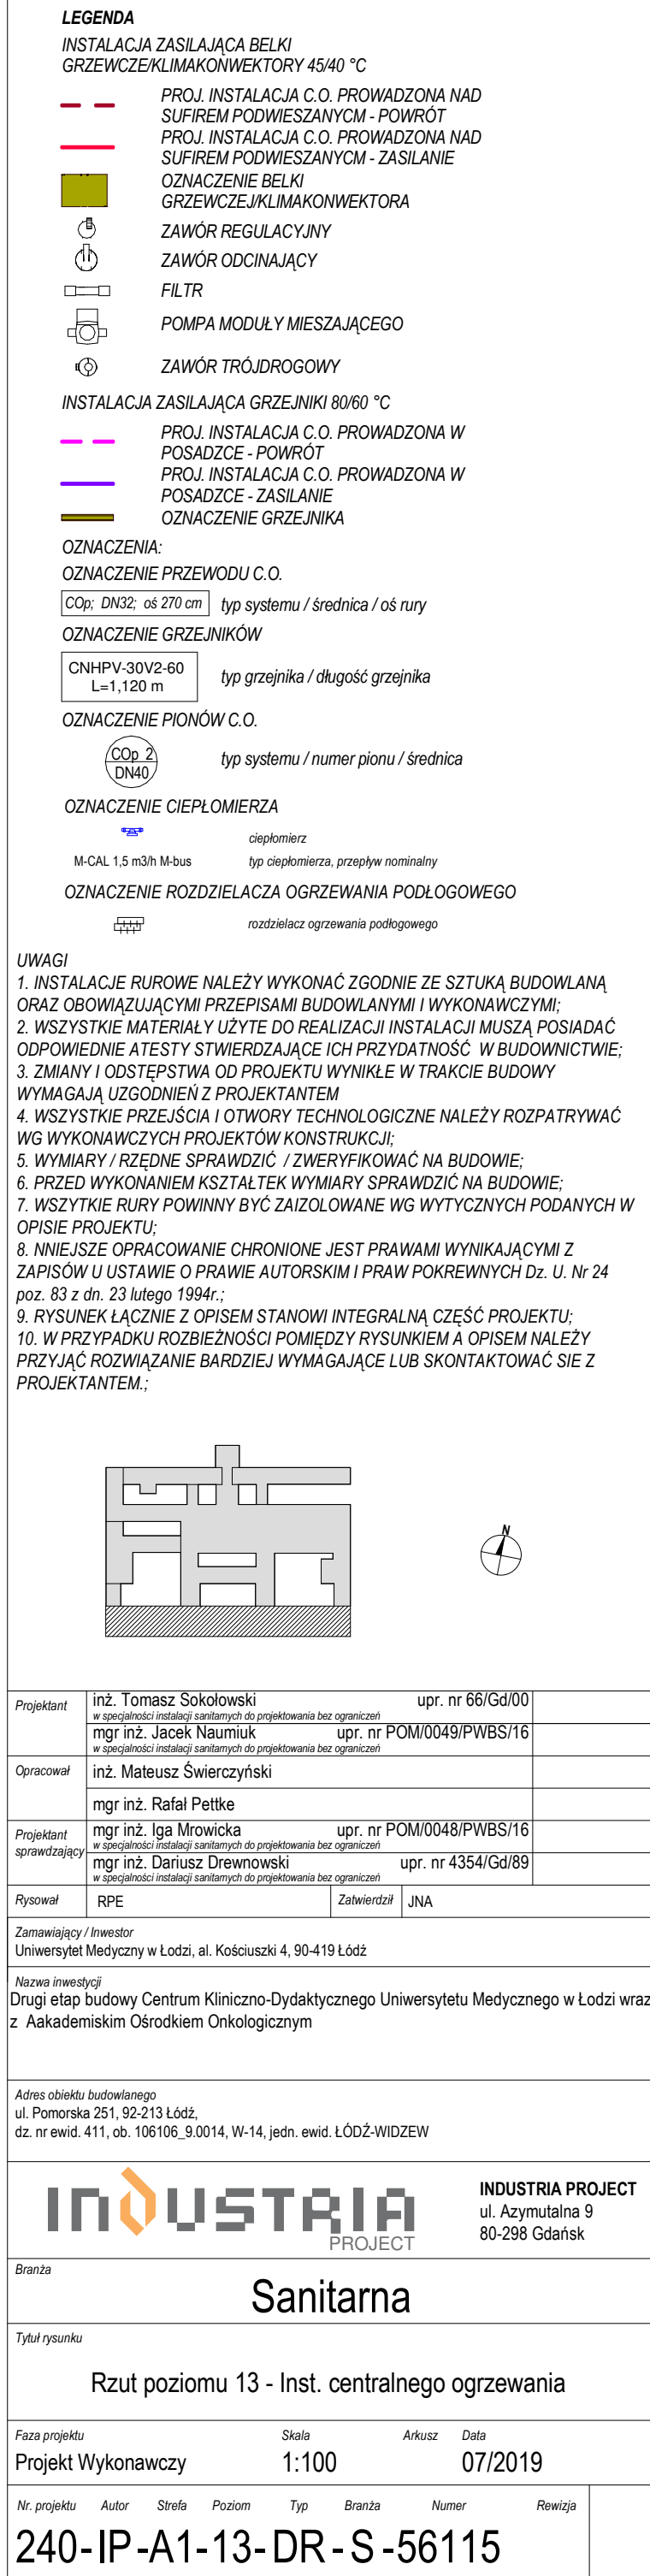 LEGENDA
INSTALACJA ZASILAJĄCA BELKI
GRZEWCZE/KLIMAKONWEKTORY 45/40 °C
PROJ. INSTALACJA C.O. PROWADZONA NAD
SUFIREM PODWIESZANYCM - POWRÓT
PROJ. INSTALACJA C.O. PROWADZONA NAD
SUFIREM PODWIESZANYCM - ZASILANIE
OZNACZENIE BELKI
GRZEWCZEJ/KLIMAKONWEKTORA
ZAWÓR REGULACYJNY
ZAWÓR ODCINAJĄCY
FILTR
POMPA MODUŁY MIESZAJĄCEGO
ZAWÓR TRÓJDROGOWY
INSTALACJA ZASILAJĄCA GRZEJNIKI 80/60 °C
PROJ. INSTALACJA C.O. PROWADZONA W
POSADZCE - POWRÓT
PROJ. INSTALACJA C.O. PROWADZONA W
POSADZCE - ZASILANIE
OZNACZENIE GRZEJNIKA
OZNACZENIA:
OZNACZENIE PRZEWODU C.O.
COp; DN32; oś 270 cm typ systemu / średnica / oś rury
OZNACZENIE GRZEJNIKÓW
CNHPV-30V2-60
L=1,120 m
typ grzejnika / długość grzejnika
OZNACZENIE PIONÓW C.O.
COp 2
DN40
typ systemu / numer pionu / średnica
OZNACZENIE CIEPŁOMIERZA
ciepłomierz
M-CAL 1,5 m3/h M-bus typ ciepłomierza, przepływ nominalny
OZNACZENIE ROZDZIELACZA OGRZEWANIA PODŁOGOWEGO
rozdzielacz ogrzewania podłogowego
UWAGI
1. INSTALACJE RUROWE NALEŻY WYKONAĆ ZGODNIE ZE SZTUKĄ BUDOWLANĄ
ORAZ OBOWIĄZUJĄCYMI PRZEPISAMI BUDOWLANYMI I WYKONAWCZYMI;
2. WSZYSTKIE MATERIAŁY UŻYTE DO REALIZACJI INSTALACJI MUSZĄ POSIADAĆ
ODPOWIEDNIE ATESTY STWIERDZAJĄCE ICH PRZYDATNOŚĆ W BUDOWNICTWIE;
3. ZMIANY I ODSTĘPSTWA OD PROJEKTU WYNIKŁE W TRAKCIE BUDOWY
WYMAGAJĄ UZGODNIEŃ Z PROJEKTANTEM
4. WSZYSTKIE PRZEJŚCIA I OTWORY TECHNOLOGICZNE NALEŻY ROZPATRYWAĆ
WG WYKONAWCZYCH PROJEKTÓW KONSTRUKCJI;
5. WYMIARY / RZĘDNE SPRAWDZIĆ / ZWERYFIKOWAĆ NA BUDOWIE;
6. PRZED WYKONANIEM KSZTAŁTEK WYMIARY SPRAWDZIĆ NA BUDOWIE;
7. WSZYTKIE RURY POWINNY BYĆ ZAIZOLOWANE WG WYTYCZNYCH PODANYCH W
OPISIE PROJEKTU;
8. NNIEJSZE OPRACOWANIE CHRONIONE JEST PRAWAMI WYNIKAJĄCYMI Z
ZAPISÓW U USTAWIE O PRAWIE AUTORSKIM I PRAW POKREWNYCH Dz. U. Nr 24
poz. 83 z dn. 23 lutego 1994r.;
9. RYSUNEK ŁĄCZNIE Z OPISEM STANOWI INTEGRALNĄ CZĘŚĆ PROJEKTU;
10. W PRZYPADKU ROZBIEŻNOŚCI POMIĘDZY RYSUNKIEM A OPISEM NALEŻY
PRZYJĄĆ ROZWIĄZANIE BARDZIEJ WYMAGAJĄCE LUB SKONTAKTOWAĆ SIE Z
PROJEKTANTEM.;
N
Projektant inż. Tomasz Sokołowski upr. nr 66/Gd/00
w specjalności instalacji sanitarnych do projektowania bez ograniczeń
mgr inż. Jacek Naumiuk upr. nr POM/0049/PWBS/16
w specjalności instalacji sanitarnych do projektowania bez ograniczeń
Opracował inż. Mateusz Świerczyński
mgr inż. Rafał Pettke
Projektant sprawdzający mgr inż. Iga Mrowicka upr. nr POM/0048/PWBS/16
w specjalności instalacji sanitarnych do projektowania bez ograniczeń
mgr inż. Dariusz Drewnowski upr. nr 4354/Gd/89
w specjalności instalacji sanitarnych do projektowania bez ograniczeń
Rysował RPE Zatwierdził JNA
Zamawiający / Inwestor
Uniwersytet Medyczny w Łodzi, al. Kościuszki 4, 90-419 Łódź
Nazwa inwestycji
Drugi etap budowy Centrum Kliniczno-Dydaktycznego Uniwersytetu Medycznego w Łodzi wraz
z Aakademiskim Ośrodkiem Onkologicznym
Adres obiektu budowlanego
ul. Pomorska 251, 92-213 Łódź,
dz. nr ewid. 411, ob. 106106_9.0014, W-14, jedn. ewid. ŁÓDŹ-WIDZEW
INDUSTRIA
PROJECT
INDUSTRIA PROJECT
ul. Azymutalna 9
80-298 Gdańsk
Branża
Sanitarna
Tytuł rysunku
Rzut poziomu 13 - Inst. centralnego ogrzewania
Faza projektu Skala Arkusz Data
Projekt Wykonawczy 1:100 07/2019
Nr. projektu Autor Strefa Poziom Typ Branża Numer Rewizja
240-IP-A1-13-DR-S-56115